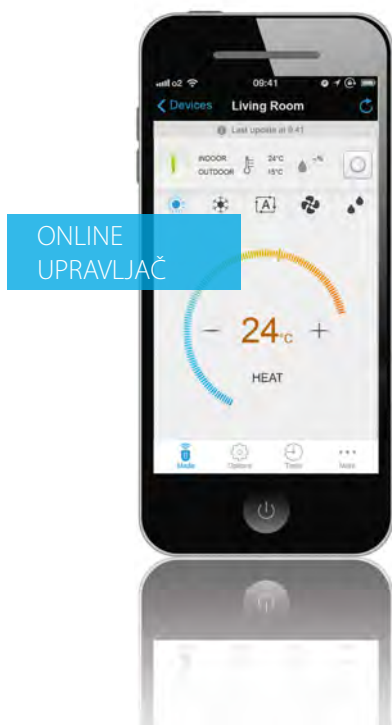 o2
09:41
Devices
Living Room
Last update at 9:41
INDOOR 24°C -%
OUTDOOR 15°C
A
ONLINE
UPRAVLJAČ
24°C
HEAT
Mode
Options
Timer
More